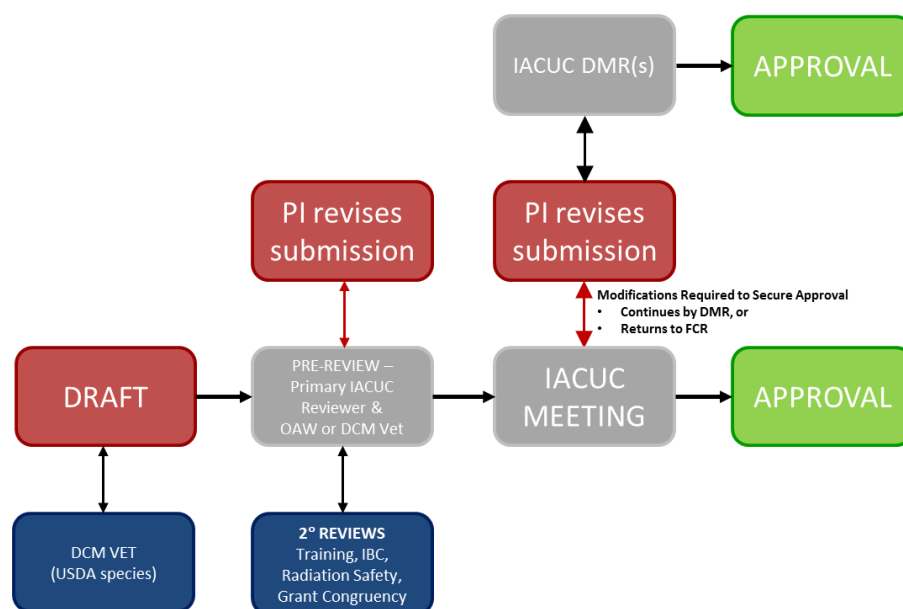 IACUC DMR(s)
APPROVAL
PI revises
submission
PI revises
submission
Modifications Required to Secure Approval
• Continues by DMR, or
• Returns to FCR
DRAFT
PRE-REVIEW –
Primary IACUC
Reviewer &
OAW or DCM Vet
IACUC
MEETING
APPROVAL
DCM VET
(USDA species)
2° REVIEWS
Training, IBC,
Radiation Safety,
Grant Congruency